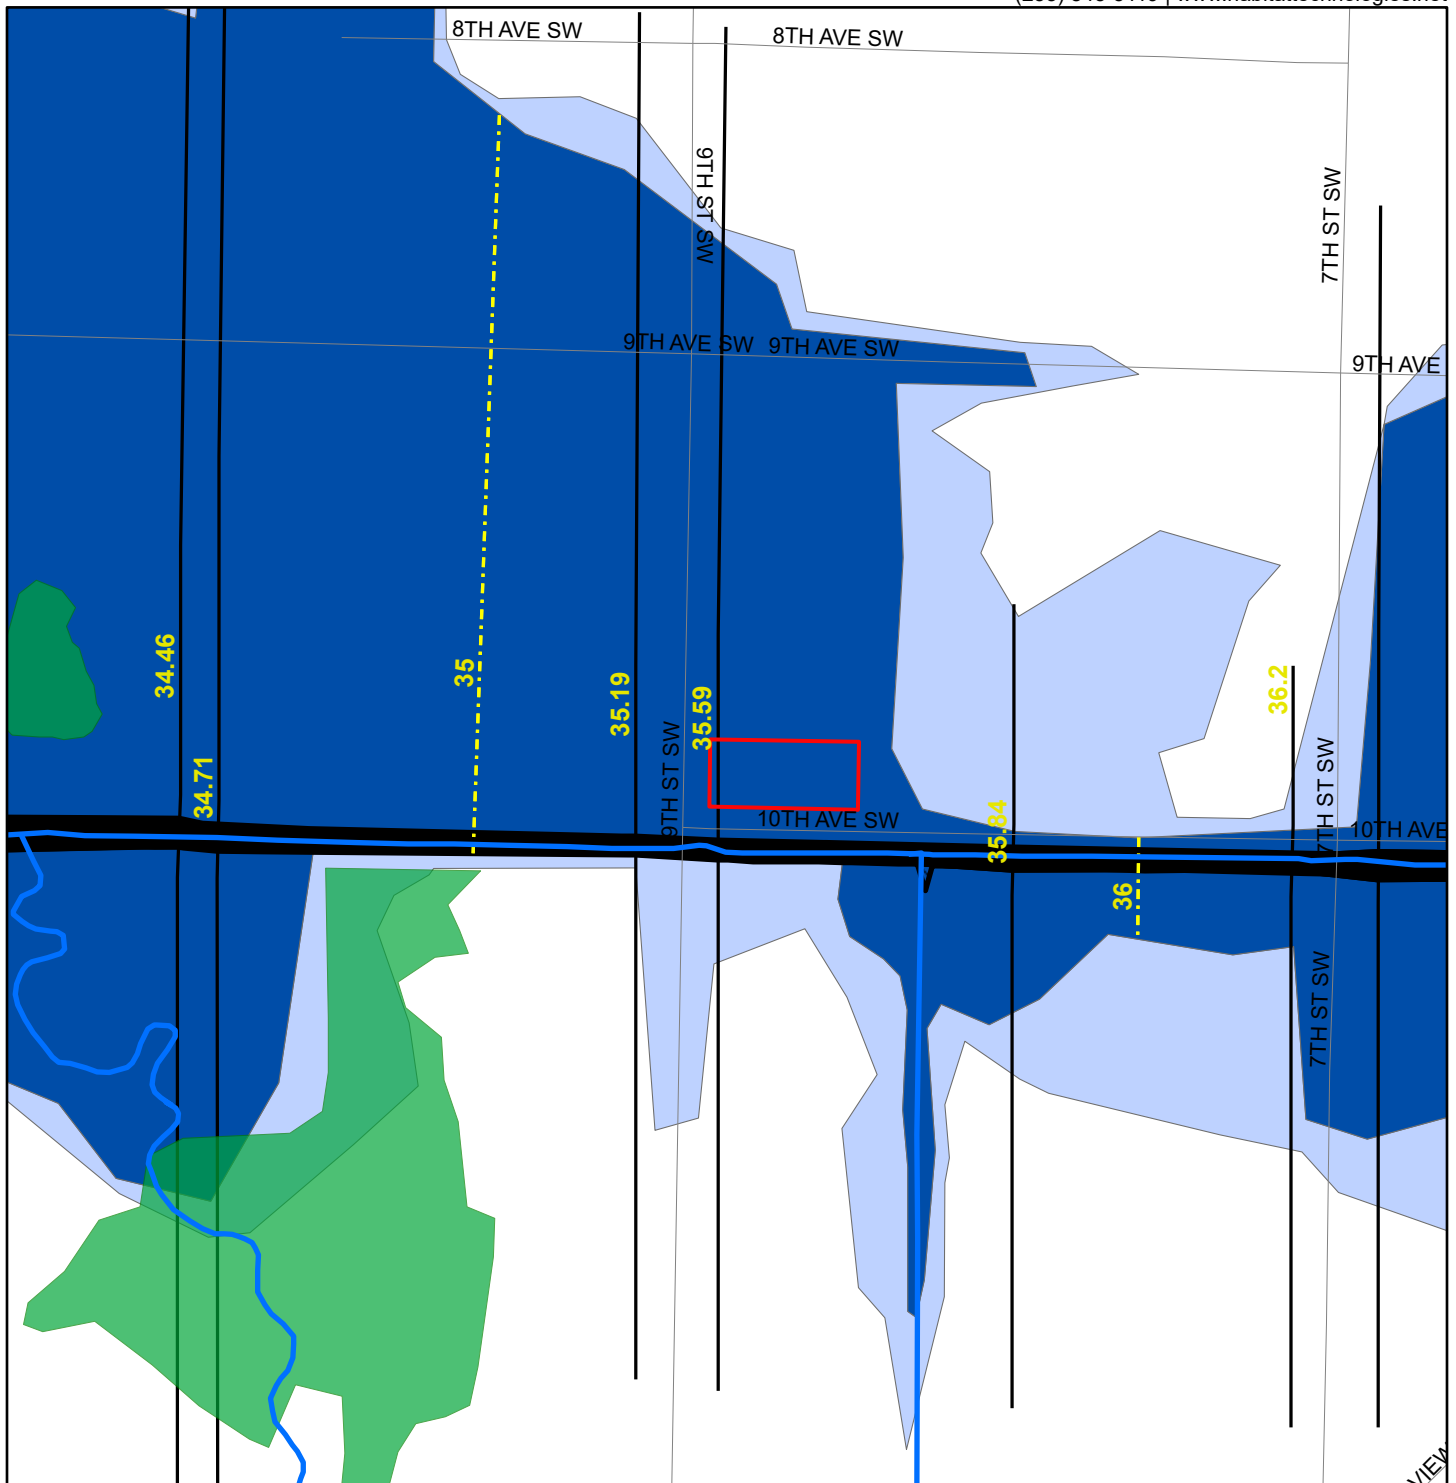 8TH AVE SW
8TH AVE SW
9TH ST SW
7TH ST SW
9TH AVE SW
9TH AVE SW
9TH AVE
34.46
35
35.19
35.59
36.2
34.71
9TH ST SW
7TH ST SW
10TH AVE SW
35.84
10TH AVE
36
7TH ST SW
VIEW